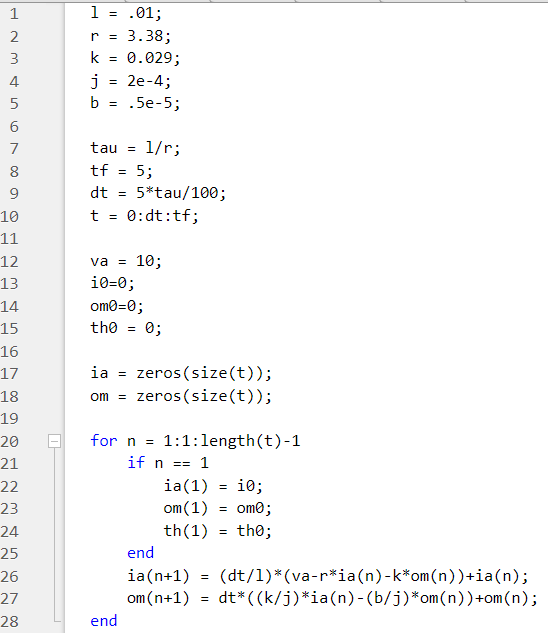 1 l = .01;
2 r = 3.38;
3 k = 0.029;
4 j = 2e-4;
5 b = .5e-5;
6
7 tau = l/r;
8 tf = 5;
9 dt = 5*tau/100;
10 t = 0:dt:tf;
11
12 va = 10;
13 i0=0;
14 om0=0;
15 th0 = 0;
16
17 ia = zeros(size(t));
18 om = zeros(size(t));
19
20 for n = 1:1:length(t)-1
21 if n == 1
22 ia(1) = i0;
23 om(1) = om0;
24 th(1) = th0;
25 end
26 ia(n+1) = (dt/l)*(va-r*ia(n)-k*om(n))+ia(n);
27 om(n+1) = dt*((k/j)*ia(n)-(b/j)*om(n))+om(n);
28 end